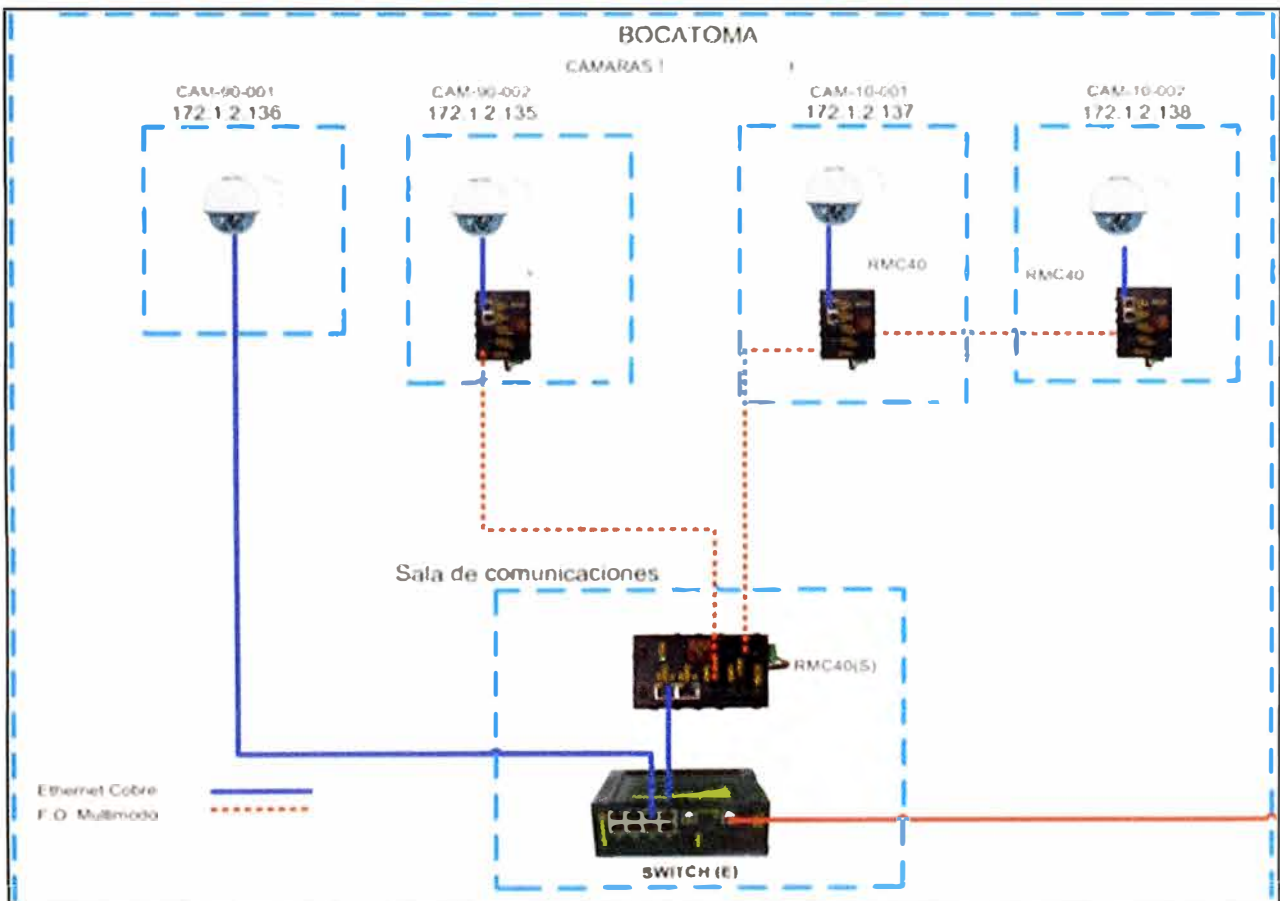 BOCATOMA
CAMARAS
CAM-90-001
172.1.2.136
CAM-90-002
172.1.2.135
CAM-10-001
172.1.2.137
CAM-10-002
172.1.2.138
RMC40
RMC40
Sala de comunicaciones
RMC40(S)
Ethernet Cobre
F.O. Multimodo
SWITCH (E)